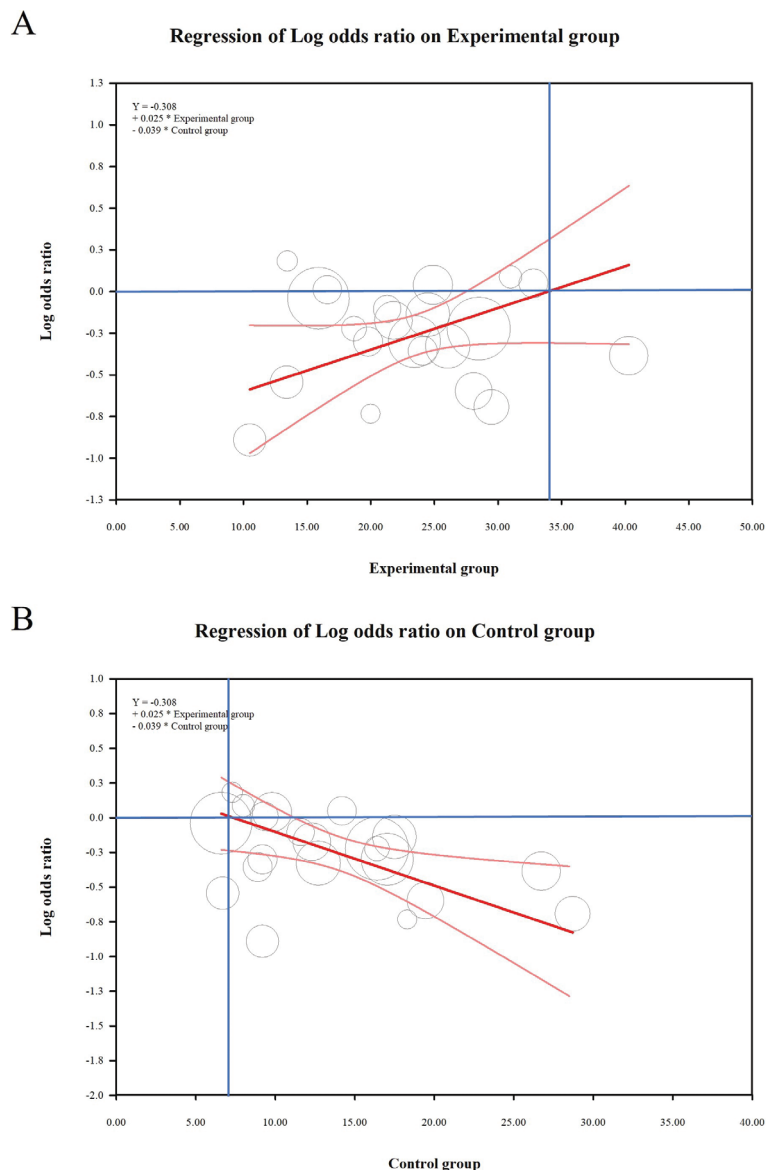 A
Regression of Log odds ratio on Experimental group
Y = -0.308
+ 0.025 * Experimental group
- 0.039 * Control group
Log odds ratio
1.3
1.0
0.8
0.5
0.3
0.0
-0.3
-0.5
-0.8
-1.0
-1.3
0.00 5.00 10.00 15.00 20.00 25.00 30.00 35.00 40.00 45.00 50.00
Experimental group
B
Regression of Log odds ratio on Control group
Y = -0.308
+ 0.025 * Experimental group
- 0.039 * Control group
Log odds ratio
1.0
0.8
0.5
0.3
0.0
-0.3
-0.5
-0.8
-1.0
-1.3
-1.5
-1.8
-2.0
0.00 5.00 10.00 15.00 20.00 25.00 30.00 35.00 40.00
Control group